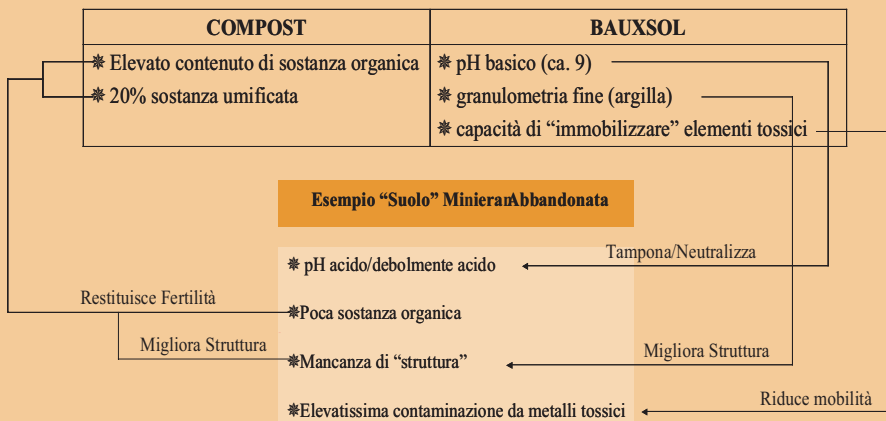 COMPOST
BAUXSOL
✵ Elevato contenuto di sostanza organica
✵ 20% sostanza umificata
✵ pH basico (ca. 9)
✵ granulometria fine (argilla)
✵ capacità di “immobilizzare” elementi tossici
Esempio “Suolo” Miniera Abbandonata
✵ pH acido/debolmente acido
Tampona/Neutralizza
Restituisce Fertilità
✵Poca sostanza organica
Migliora Struttura
✵Mancanza di “struttura”
Migliora Struttura
✵Elevatissima contaminazione da metalli tossici
Riduce mobilità